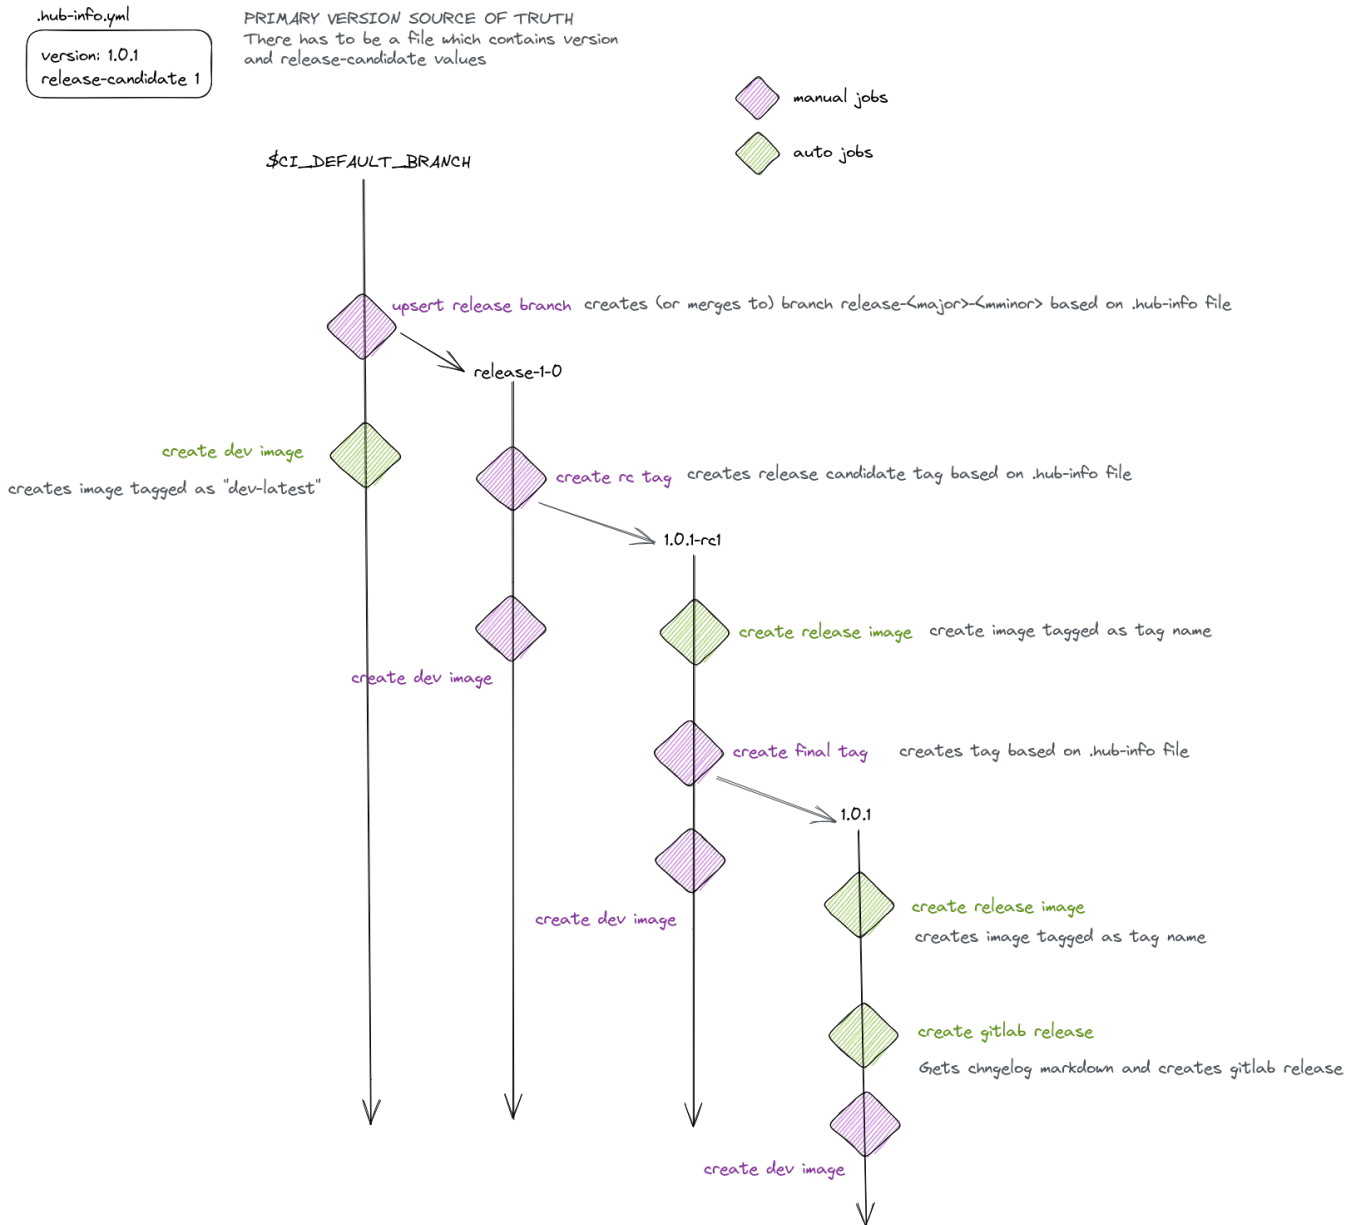 .hub-info.yml
version: 1.0.1
release-candidate 1
PRIMARY VERSION SOURCE OF TRUTH
There has to be a file which contains version
and release-candidate values
manual jobs
auto jobs
$CI_DEFAULT_BRANCH
upsert release branch creates (or merges to) branch release-<major>-<mminor> based on .hub-info file
release-1-0
create dev image
creates image tagged as "dev-latest"
create rc tag creates release candidate tag based on .hub-info file
1.0.1-rc1
create release image create image tagged as tag name
create dev image
create final tag creates tag based on .hub-info file
1.0.1
create release image
creates image tagged as tag name
create dev image
create gitlab release
Gets chngelog markdown and creates gitlab release
create dev image